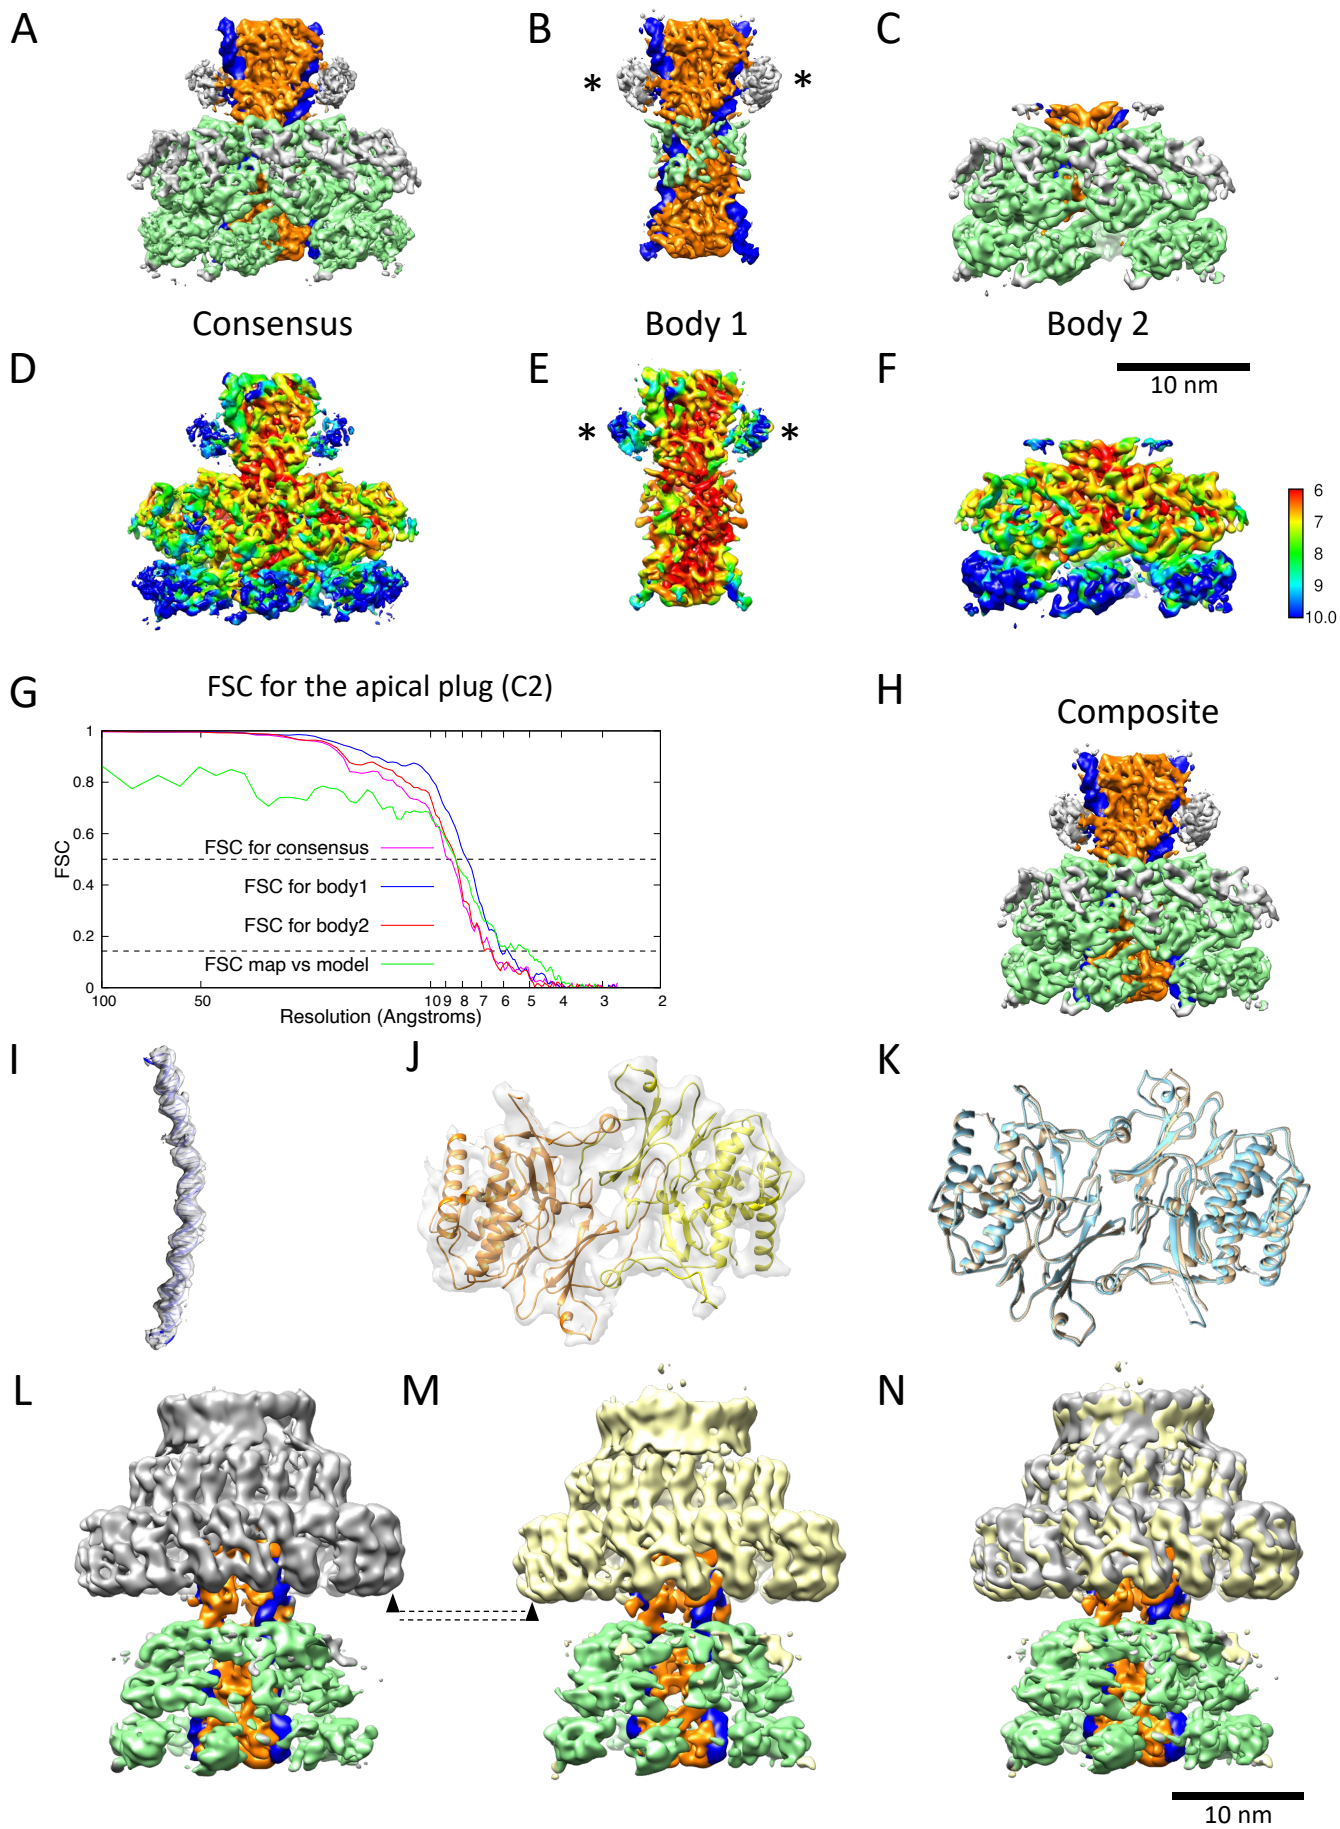 A
B
C
*
*
Consensus
Body 1
Body 2
D
E
F
*
*
10 nm
6
7
8
9
10.0
G
FSC for the apical plug (C2)
H
Composite
1
0.8
0.6
0.4
0.2
0
FSC
FSC for consensus
FSC for body1
FSC for body2
FSC map vs model
100
50
10
9
8
7
6
5
4
3
2
Resolution (Angstroms)
I
J
K
L
M
N
10 nm